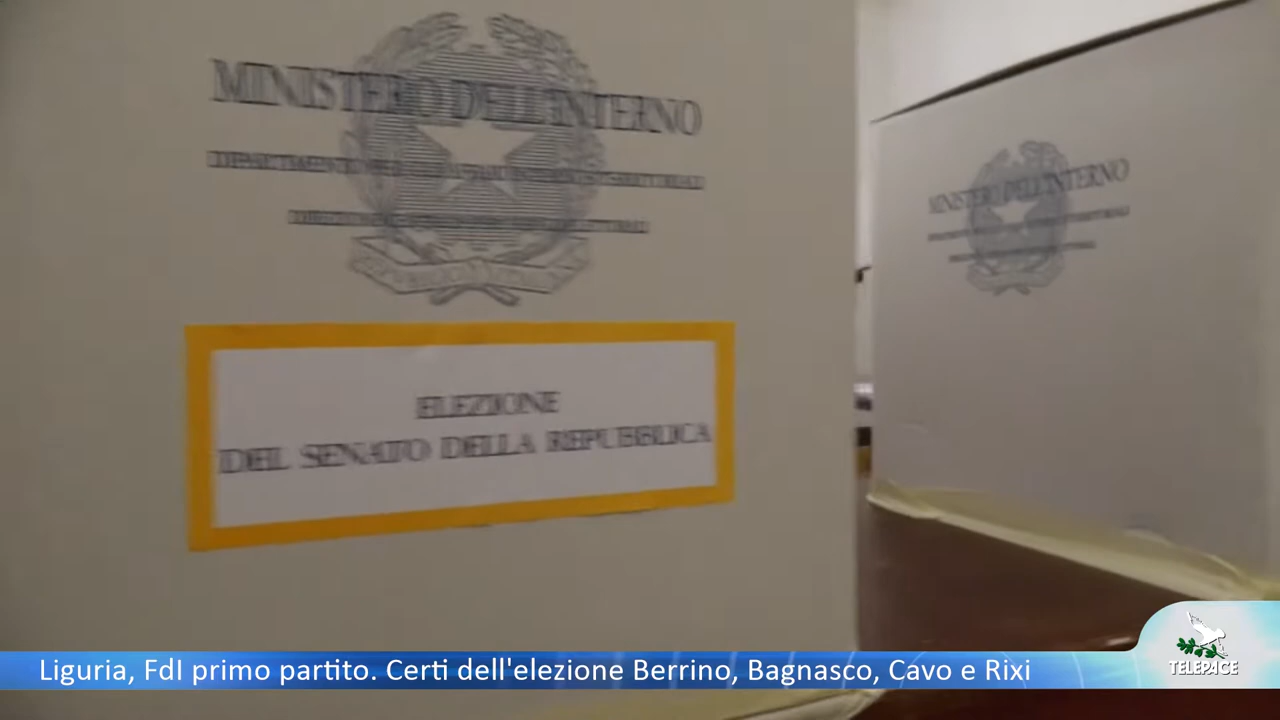 MINISTERO DELL'INTERNO
ELEZIONE
DEL SENATO DELLA REPUBBLICA
MINISTERO DELL'INTERNO
Liguria, FdI primo partito. Certi dell'elezione Berrino, Bagnasco, Cavo e Rixi
TELEPACE